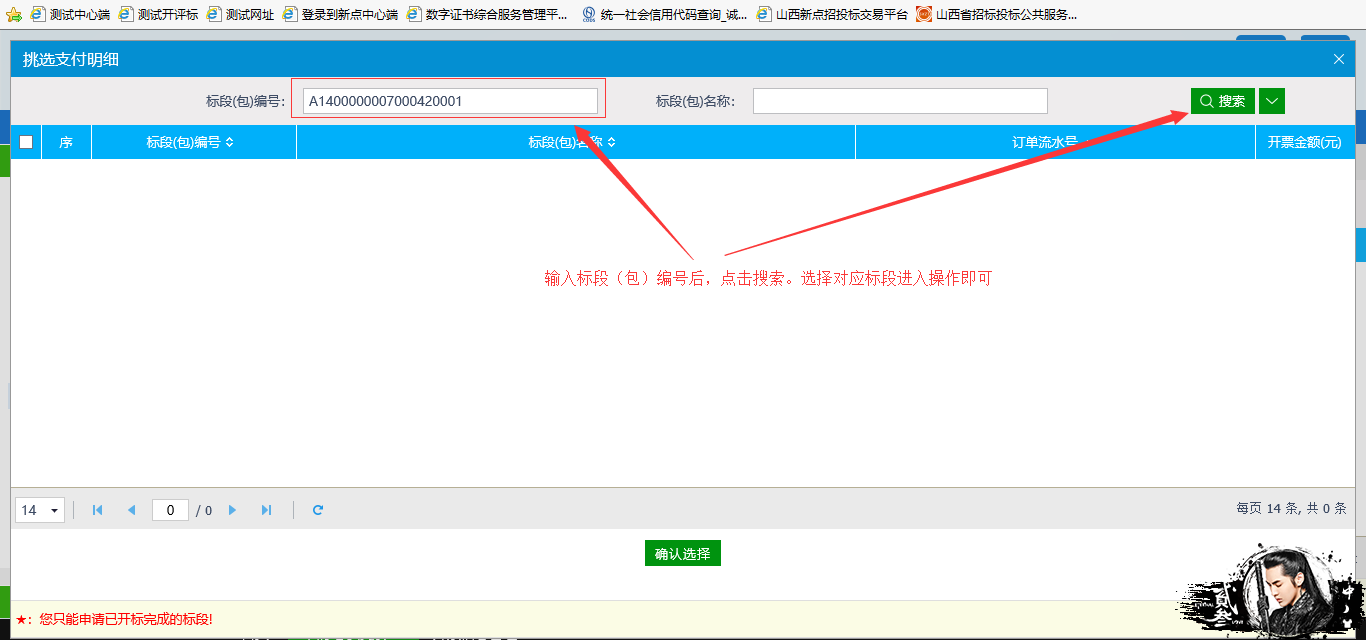 测试中心端 测试开评标 测试网址 登录到新点中心端 数字证书综合服务管理平... 统一社会信用代码查询_诚... 山西新点招投标交易平台 山西省招标投标公共服务...
挑选支付明细
标段(包)编号: A1400000007000420001 标段(包)名称: 搜索
序 标段(包)编号 标段(包)名称 订单流水号 开票金额(元)
输入标段（包）编号后，点击搜索。选择对应标段进入操作即可
14 0 / 0 每页 14 条, 共 0 条
确认选择
贰叁
中
★: 您只能申请已开标完成的标段!